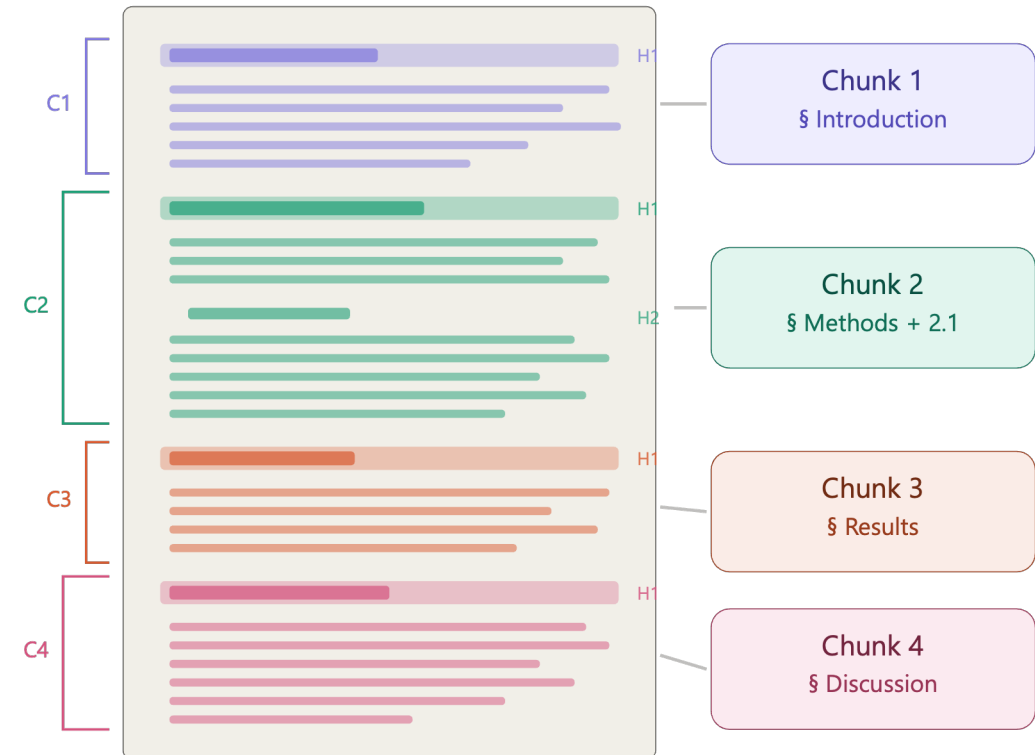 C1
H1
Chunk 1
§ Introduction
C2
H1
H2
Chunk 2
§ Methods + 2.1
C3
H1
Chunk 3
§ Results
C4
H1
Chunk 4
§ Discussion